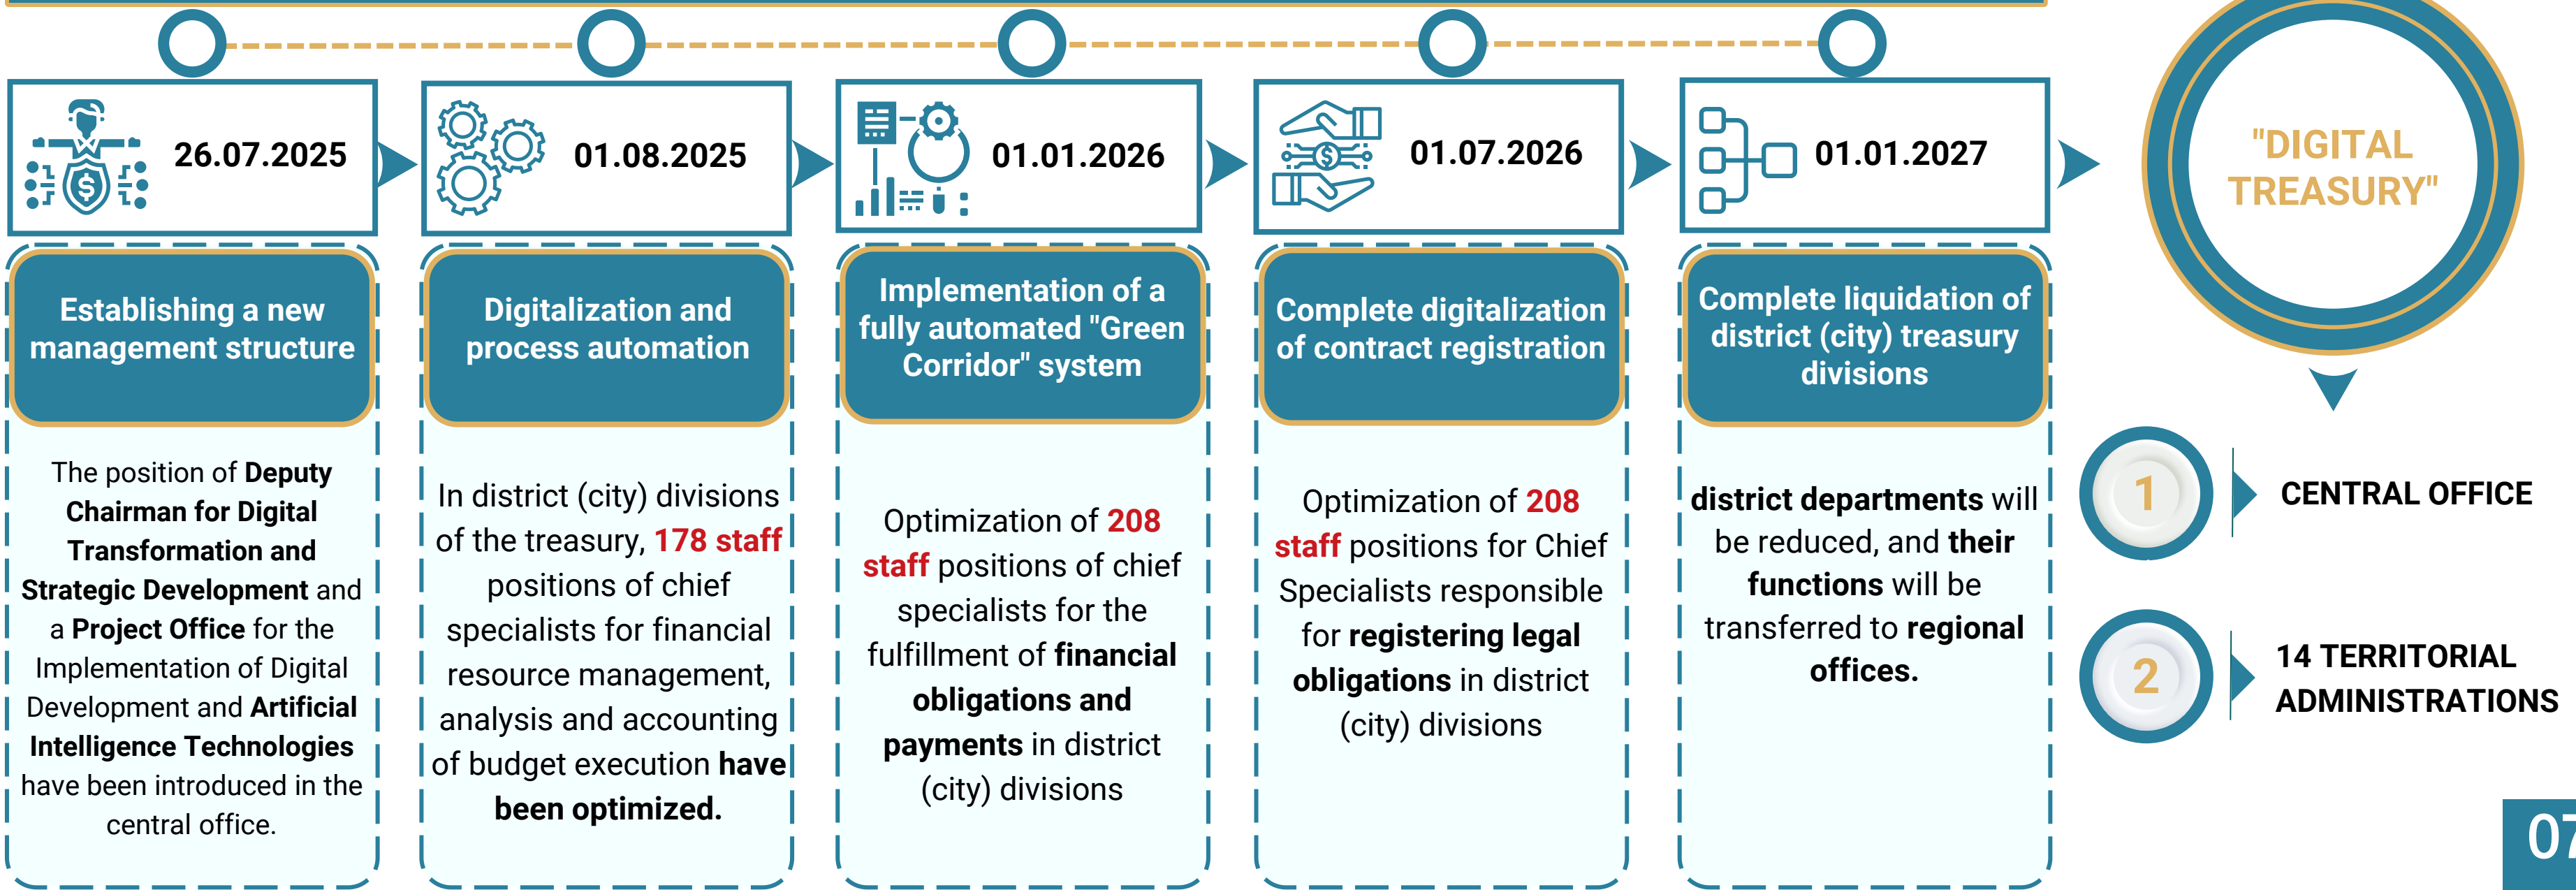 26.07.2025
Establishing a new
management structure
The position of Deputy
Chairman for Digital
Transformation and
Strategic Development and
a Project Office for the
Implementation of Digital
Development and Artificial
Intelligence Technologies
have been introduced in the
central office.
01.08.2025
Digitalization and
process automation
In district (city) divisions
of the treasury, 178 staff
positions of chief
specialists for financial
resource management,
analysis and accounting
of budget execution have
been optimized.
01.01.2026
Implementation of a
fully automated "Green
Corridor" system
Optimization of 208
staff positions of chief
specialists for the
fulfillment of financial
obligations and
payments in district
(city) divisions
01.07.2026
Complete digitalization
of contract registration
Optimization of 208
staff positions for Chief
Specialists responsible
for registering legal
obligations in district
(city) divisions
01.01.2027
Complete liquidation of
district (city) treasury
divisions
district departments will
be reduced, and their
functions will be
transferred to regional
offices.
"DIGITAL
TREASURY"
1
CENTRAL OFFICE
2
14 TERRITORIAL
ADMINISTRATIONS
07